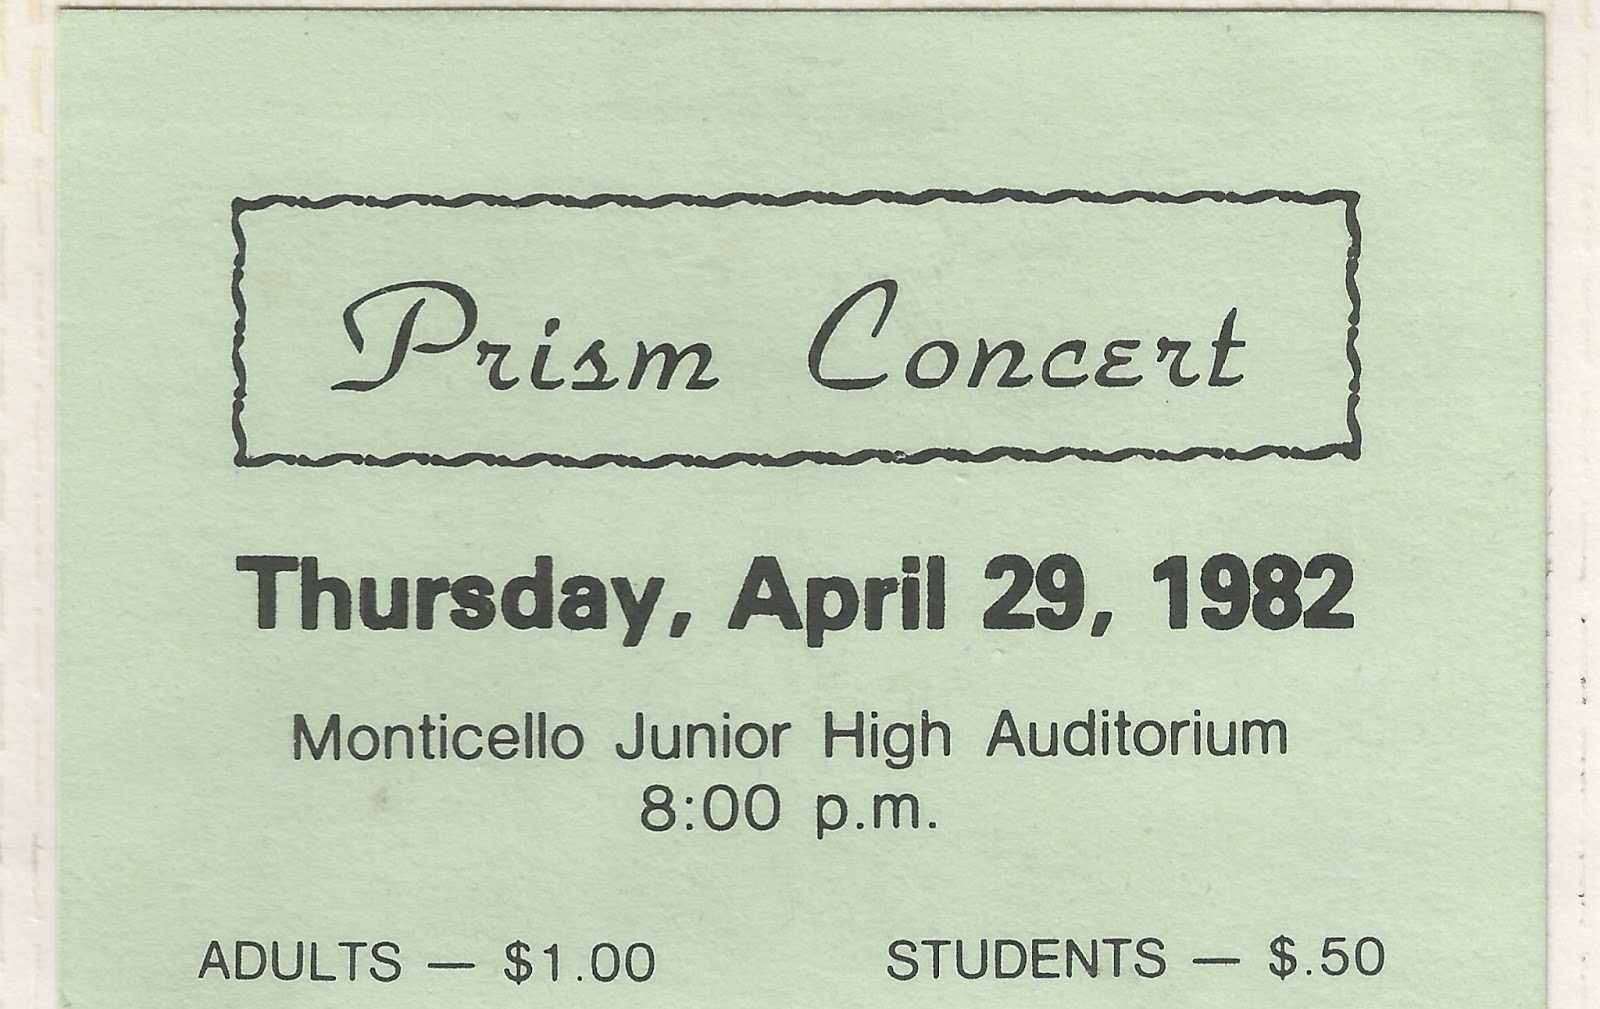 Prism Concert
Thursday, April 29, 1982
Monticello Junior High Auditorium
8:00 p.m.
ADULTS — $1.00 STUDENTS — $.50